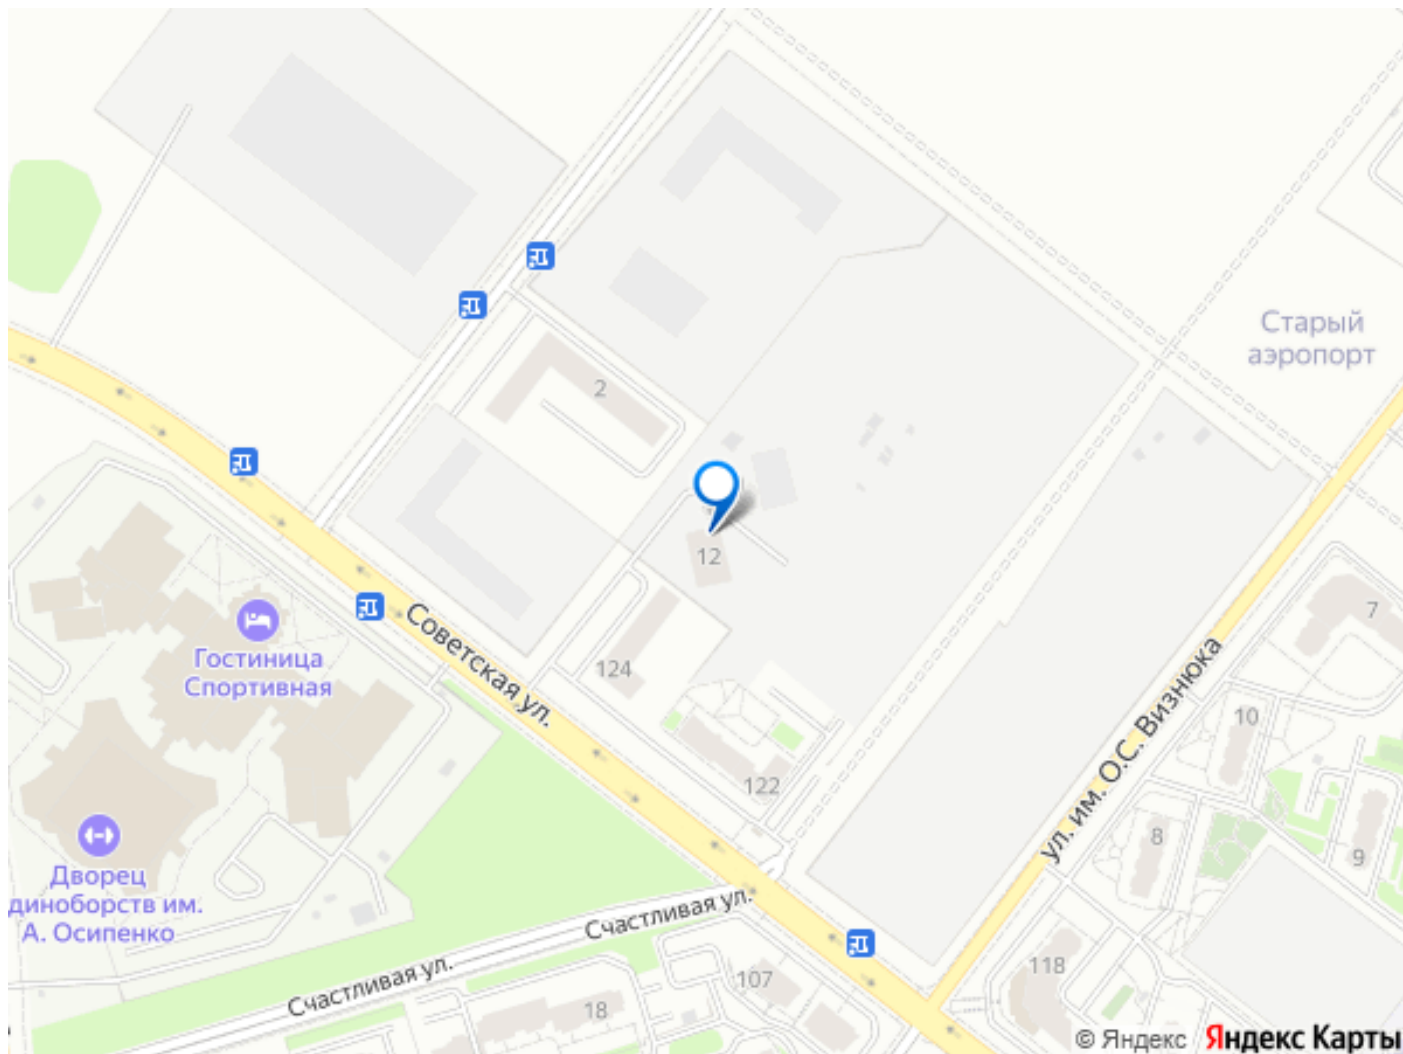 Старый
аэропорт
2
12
Советская ул.
Гостиница
Спортивная
124
7
ул. им. О.С. Визнюка
10
122
8
Дворец
диноборств им.
А. Осипенко
9
Счастливая ул.
107
118
Счастливая ул.
18
© Яндекс Яндекс Карты